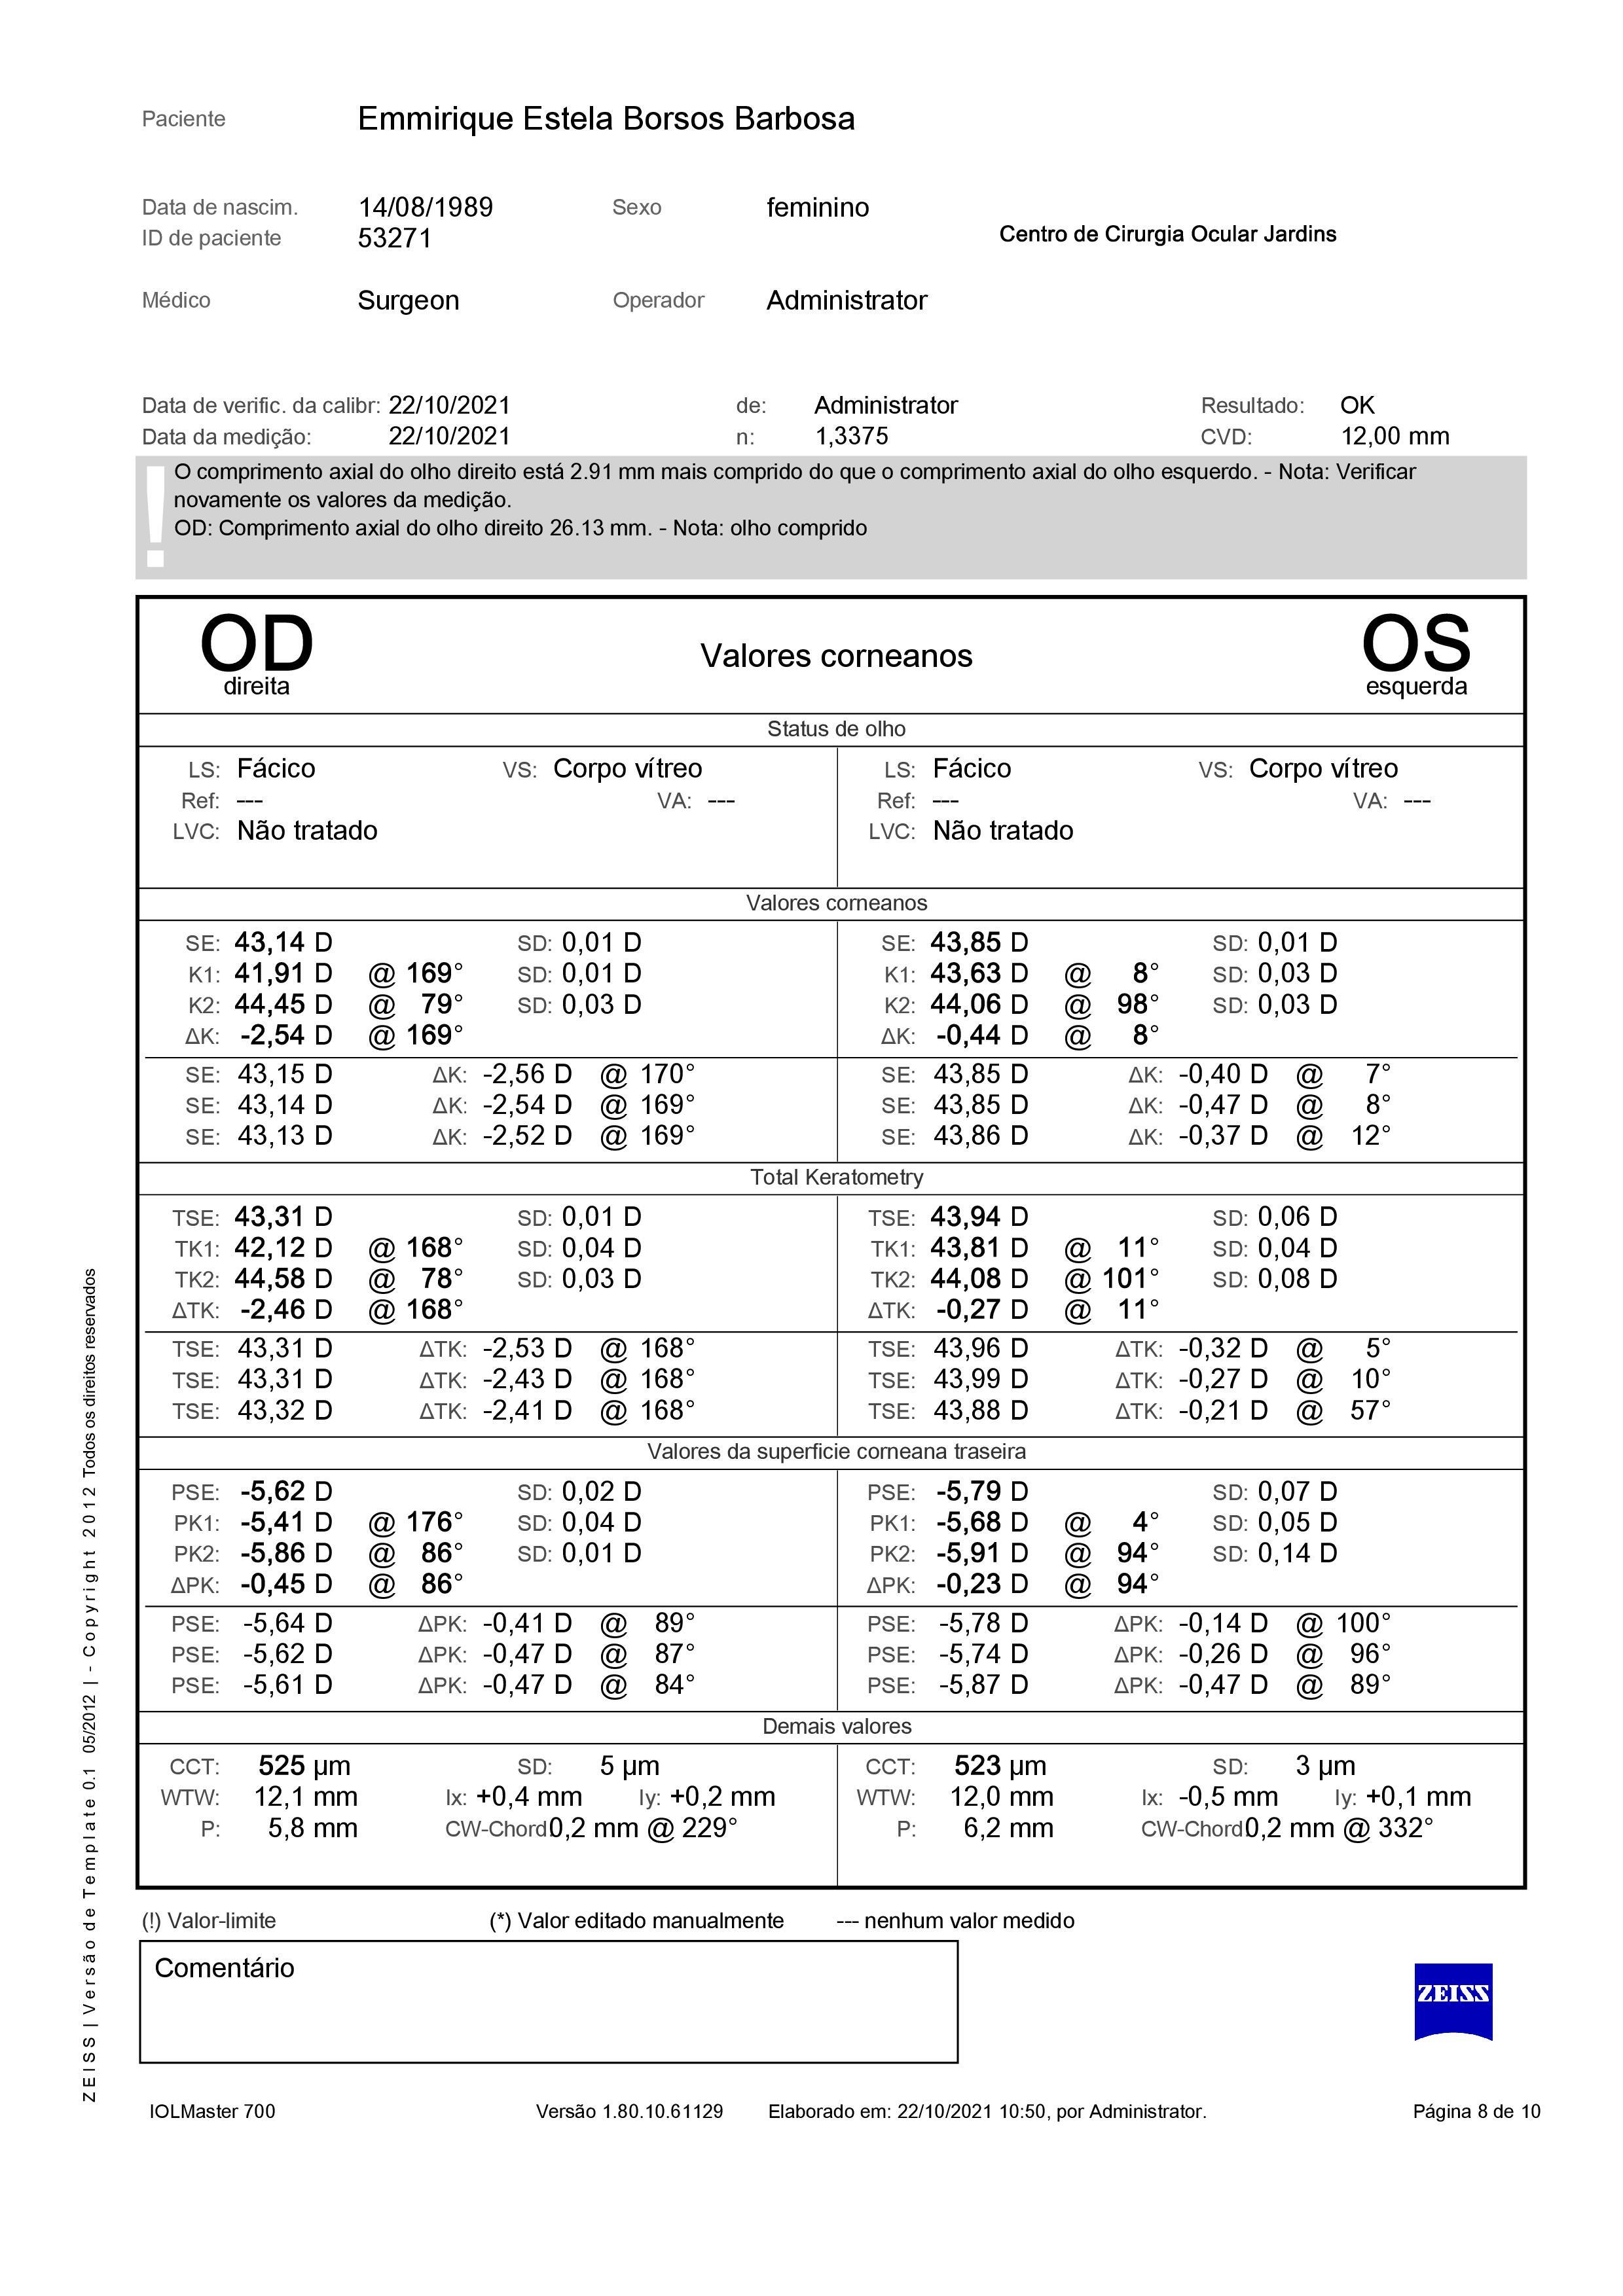 Paciente Emmirique Estela Borsos Barbosa
Data de nascim. 14/08/1989 Sexo feminino
ID de paciente 53271 Centro de Cirurgia Ocular Jardins
Médico Surgeon Operador Administrator
Data de verific. da calibr: 22/10/2021 de: Administrator Resultado: OK
Data da medição: 22/10/2021 n: 1,3375 CVD: 12,00 mm
! O comprimento axial do olho direito está 2.91 mm mais comprido do que o comprimento axial do olho esquerdo. - Nota: Verificar
novamente os valores da medição.
OD: Comprimento axial do olho direito 26.13 mm. - Nota: olho comprido
OD Valores corneanos OS
direita esquerda
Status de olho
LS: Fácico VS: Corpo vítreo LS: Fácico VS: Corpo vítreo
Ref: --- VA: --- Ref: --- VA: ---
LVC: Não tratado LVC: Não tratado
Valores corneanos
SE: 43,14 D SD: 0,01 D SE: 43,85 D SD: 0,01 D
K1: 41,91 D @ 169° SD: 0,01 D K1: 43,63 D @ 8° SD: 0,03 D
K2: 44,45 D @ 79° SD: 0,03 D K2: 44,06 D @ 98° SD: 0,03 D
ΔK: -2,54 D @ 169° ΔK: -0,44 D @ 8°
SE: 43,15 D ΔK: -2,56 D @ 170° SE: 43,85 D ΔK: -0,40 D @ 7°
SE: 43,14 D ΔK: -2,54 D @ 169° SE: 43,85 D ΔK: -0,47 D @ 8°
SE: 43,13 D ΔK: -2,52 D @ 169° SE: 43,86 D ΔK: -0,37 D @ 12°
Total Keratometry
TSE: 43,31 D SD: 0,01 D TSE: 43,94 D SD: 0,06 D
TK1: 42,12 D @ 168° SD: 0,04 D TK1: 43,81 D @ 11° SD: 0,04 D
TK2: 44,58 D @ 78° SD: 0,03 D TK2: 44,08 D @ 101° SD: 0,08 D
ΔTK: -2,46 D @ 168° ΔTK: -0,27 D @ 11°
TSE: 43,31 D ΔTK: -2,53 D @ 168° TSE: 43,96 D ΔTK: -0,32 D @ 5°
TSE: 43,31 D ΔTK: -2,43 D @ 168° TSE: 43,99 D ΔTK: -0,27 D @ 10°
TSE: 43,32 D ΔTK: -2,41 D @ 168° TSE: 43,88 D ΔTK: -0,21 D @ 57°
Valores da superficie corneana traseira
PSE: -5,62 D SD: 0,02 D PSE: -5,79 D SD: 0,07 D
PK1: -5,41 D @ 176° SD: 0,04 D PK1: -5,68 D @ 4° SD: 0,05 D
PK2: -5,86 D @ 86° SD: 0,01 D PK2: -5,91 D @ 94° SD: 0,14 D
ΔPK: -0,45 D @ 86° ΔPK: -0,23 D @ 94°
PSE: -5,64 D ΔPK: -0,41 D @ 89° PSE: -5,78 D ΔPK: -0,14 D @ 100°
PSE: -5,62 D ΔPK: -0,47 D @ 87° PSE: -5,74 D ΔPK: -0,26 D @ 96°
PSE: -5,61 D ΔPK: -0,47 D @ 84° PSE: -5,87 D ΔPK: -0,47 D @ 89°
Demais valores
CCT: 525 µm SD: 5 µm CCT: 523 µm SD: 3 µm
WTW: 12,1 mm Ix: +0,4 mm Iy: +0,2 mm WTW: 12,0 mm Ix: -0,5 mm Iy: +0,1 mm
P: 5,8 mm CW-Chord 0,2 mm @ 229° P: 6,2 mm CW-Chord 0,2 mm @ 332°
(!) Valor-limite (*) Valor editado manualmente --- nenhum valor medido
Comentário
ZEISS
ZEISS | Versão de Template 0.1 05/2012 | - Copyright 2012 Todos os direitos reservados
IOLMaster 700 Versão 1.80.10.61129 Elaborado em: 22/10/2021 10:50, por Administrator. Página 8 de 10